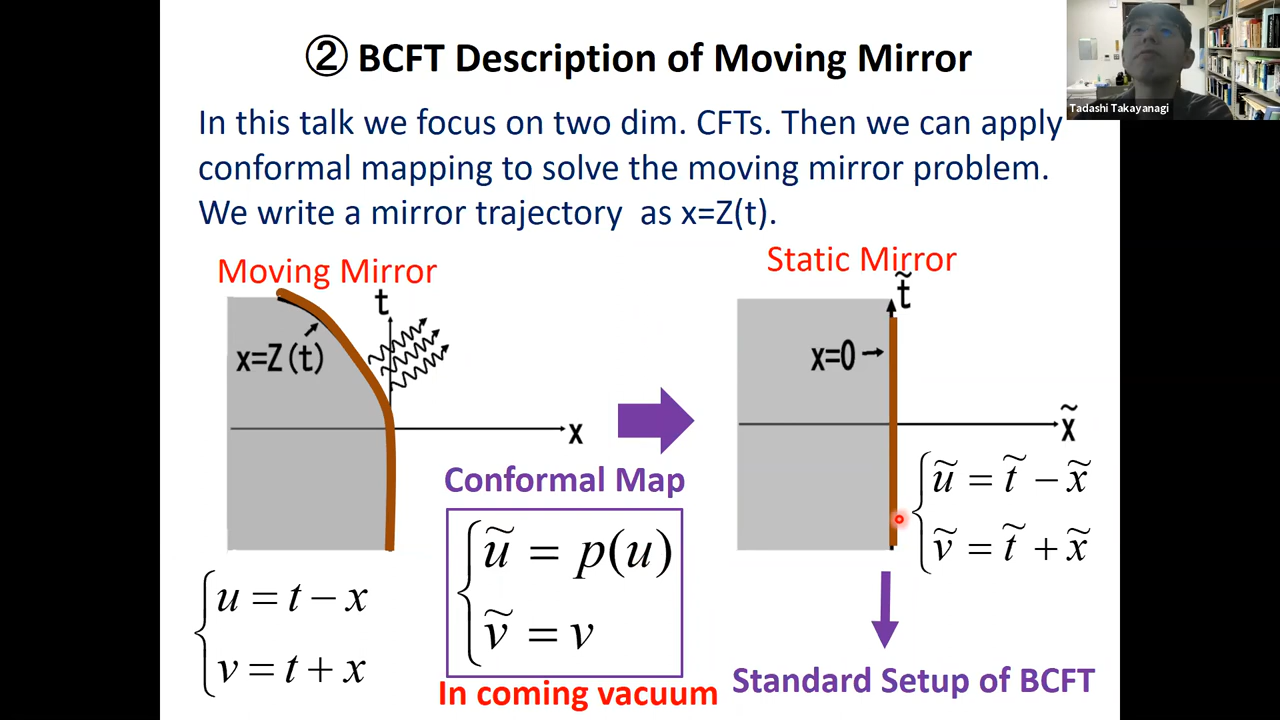 ② BCFT Description of Moving Mirror
Tadashi Takayanagi
In this talk we focus on two dim. CFTs. Then we can apply
conformal mapping to solve the moving mirror problem.
We write a mirror trajectory as x=Z(t).
Moving Mirror
t
x=Z(t)
x
u = t − x
v = t + x
Conformal Map
ũ = p(u)
ṽ = v
In coming vacuum
Static Mirror
t̃
x=0
x̃
ũ = t̃ − x̃
ṽ = t̃ + x̃
Standard Setup of BCFT